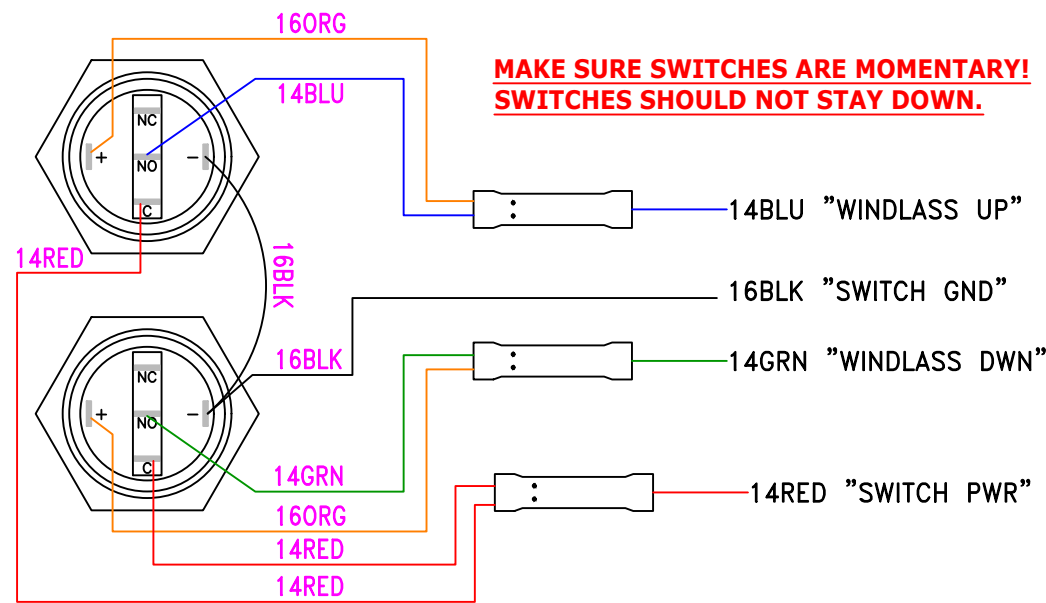 16ORG
MAKE SURE SWITCHES ARE MOMENTARY!
SWITCHES SHOULD NOT STAY DOWN.
14BLU
NC
+
NO
−
C
14BLU "WINDLASS UP"
14RED
16BLK
16BLK "SWITCH GND"
16BLK
14GRN "WINDLASS DWN"
NC
+
NO
−
C
14GRN
14RED "SWITCH PWR"
16ORG
14RED
14RED